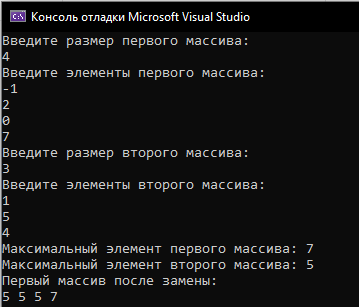 Консоль отладки Microsoft Visual Studio
Введите размер первого массива:
4
Введите элементы первого массива:
-1
2
0
7
Введите размер второго массива:
3
Введите элементы второго массива:
1
5
4
Максимальный элемент первого массива: 7
Максимальный элемент второго массива: 5
Первый массив после замены:
5 5 5 7